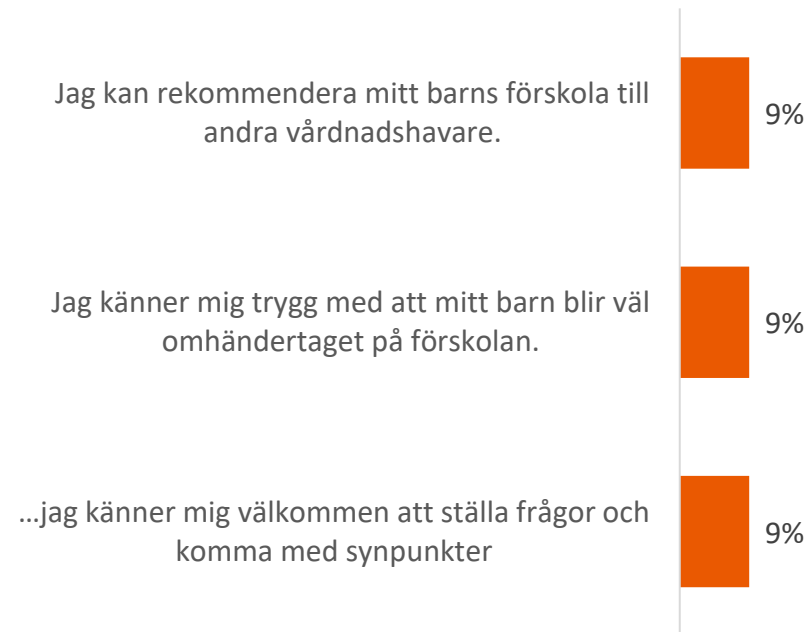 Jag kan rekommendera mitt barns förskola till
andra vårdnadshavare.
9%
Jag känner mig trygg med att mitt barn blir väl
omhändertaget på förskolan.
9%
…jag känner mig välkommen att ställa frågor och
komma med synpunkter
9%